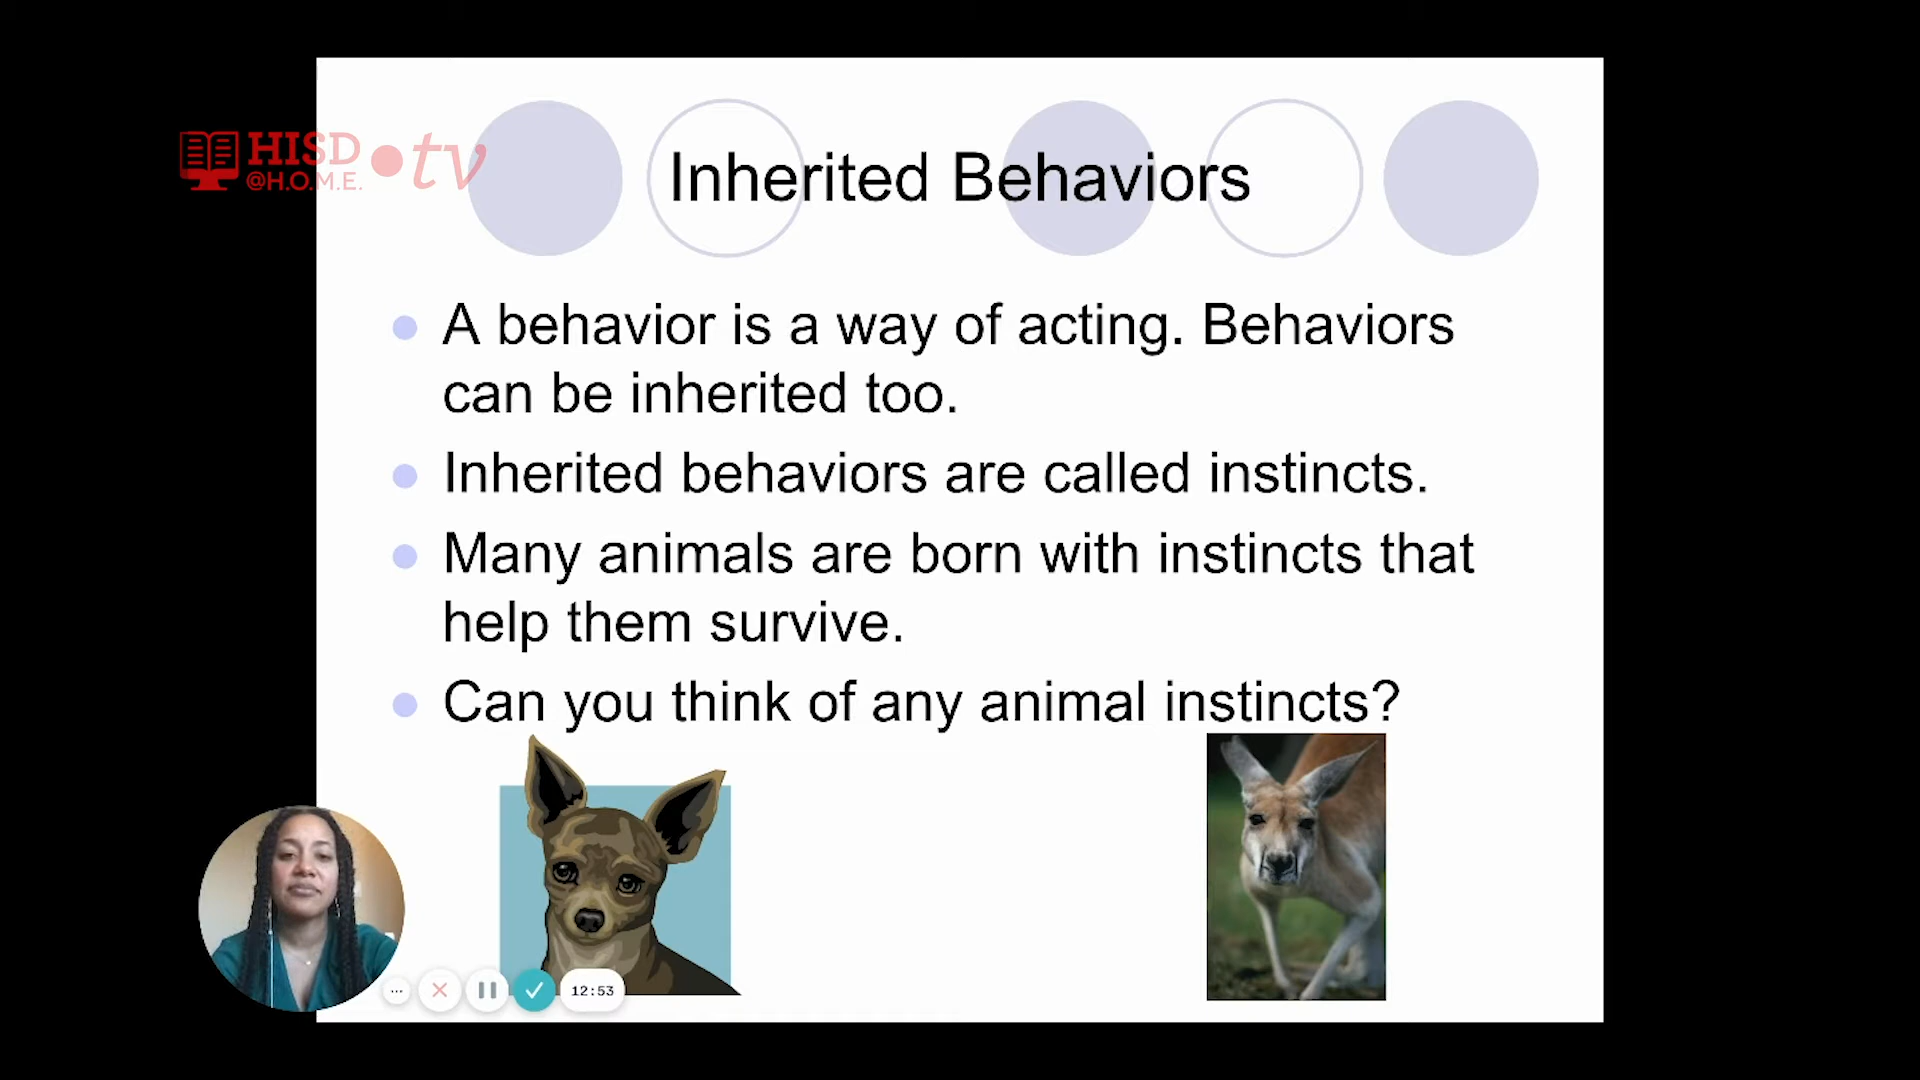 HISD
@H.O.M.E.
•tv
Inherited Behaviors
A behavior is a way of acting. Behaviors
can be inherited too.
Inherited behaviors are called instincts.
Many animals are born with instincts that
help them survive.
Can you think of any animal instincts?
12:53